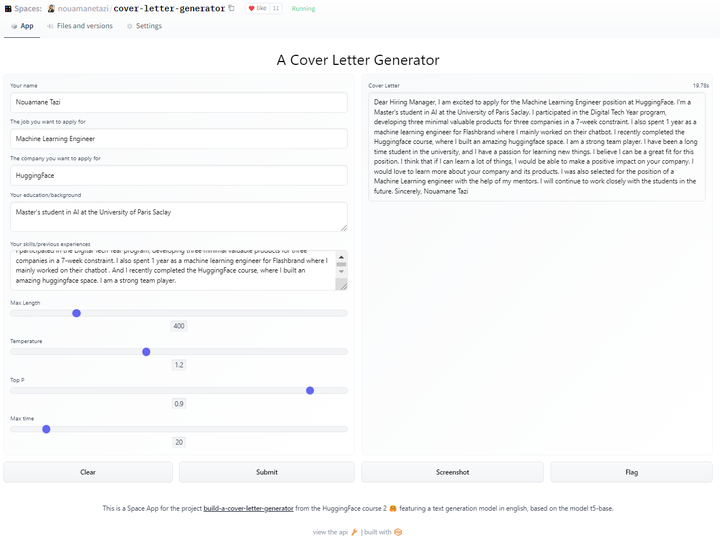 Spaces: nouamanetazi/cover-letter-generator like 11 Running
App Files and versions Settings
A Cover Letter Generator
Your name
Nouamane Tazi
The job you want to apply for
Machine Learning Engineer
The company you want to apply for
HuggingFace
Your education/background
Master's student in AI at the University of Paris Saclay
Your skills/previous experiences
I participated in the Digital Tech Year program, developing three minimal valuable products for three
companies in a 7-week constraint. I also spent 1 year as a machine learning engineer for Flashbrand where I
mainly worked on their chatbot . And I recently completed the HuggingFace course, where I built an
amazing huggingface space. I am a strong team player.
Max Length
400
Temperature
1.2
Top P
0.9
Max time
20
Clear
Submit
Cover Letter 19.78s
Dear Hiring Manager, I am excited to apply for the Machine Learning Engineer position at HuggingFace. I'm a
Master's student in AI at the University of Paris Saclay. I participated in the Digital Tech Year program,
developing three minimal valuable products for three companies in a 7-week constraint. I also spent 1 year as a
machine learning engineer for Flashbrand where I mainly worked on their chatbot. I recently completed the
Huggingface course, where I built an amazing huggingface space. I am a strong team player. I have been a long
time student in the university, and I have a passion for learning new things. I believe I can be a great fit for this
position. I think that if I can learn a lot of things, I would be able to make a positive impact on your company. I
would love to learn more about your company and its products. I was also selected for the position of a
Machine Learning engineer with the help of my mentors. I will continue to work closely with the students in the
future. Sincerely, Nouamane Tazi
Screenshot
Flag
This is a Space App for the project build-a-cover-letter-generator from the HuggingFace course 2 🤗 featuring a text generation model in english, based on the model t5-base.
view the api | built with